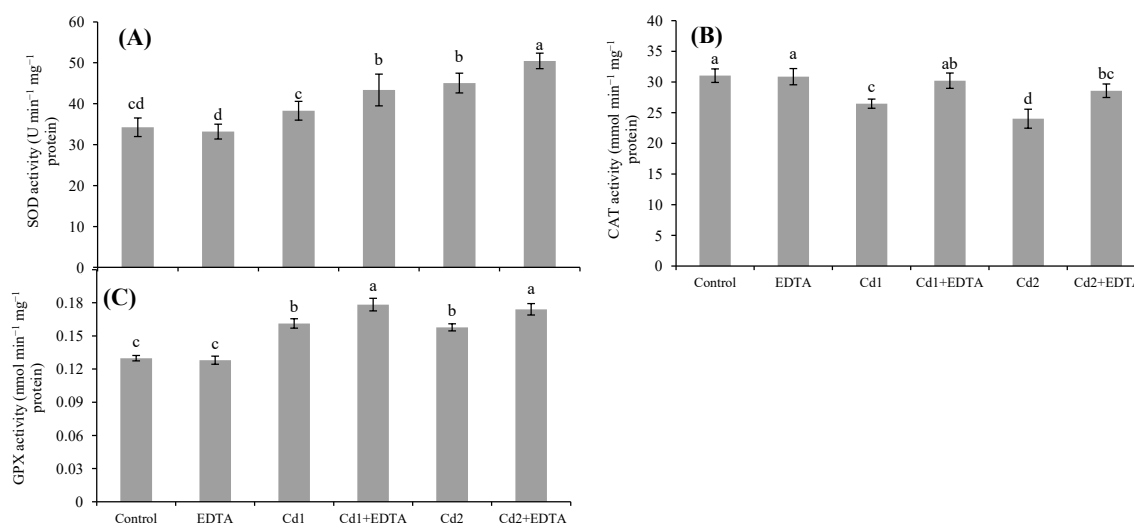 (A)
SOD activity (U min⁻¹ mg⁻¹
protein)
60
50
40
30
20
10
0
cd
d
c
b
b
a
(B)
CAT activity (mmol min⁻¹ mg⁻¹
protein)
40
35
30
25
20
15
10
5
0
a
a
c
ab
d
bc
Control EDTA Cd1 Cd1+EDTA Cd2 Cd2+EDTA
(C)
GPX activity (nmol min⁻¹ mg⁻¹
protein)
0.18
0.15
0.12
0.09
0.06
0.03
0
c
c
b
a
b
a
Control EDTA Cd1 Cd1+EDTA Cd2 Cd2+EDTA